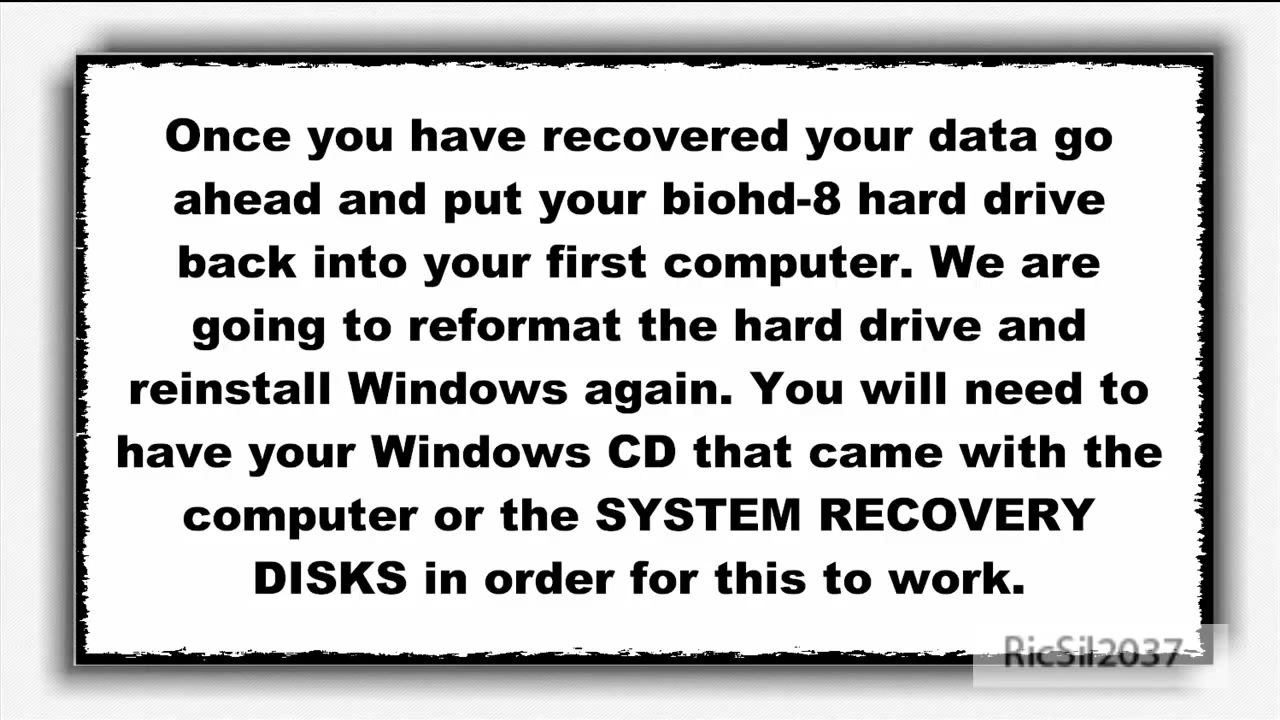 Once you have recovered your data go
ahead and put your biohd-8 hard drive
back into your first computer. We are
going to reformat the hard drive and
reinstall Windows again. You will need to
have your Windows CD that came with the
computer or the SYSTEM RECOVERY
DISKS in order for this to work.
RicSil2037